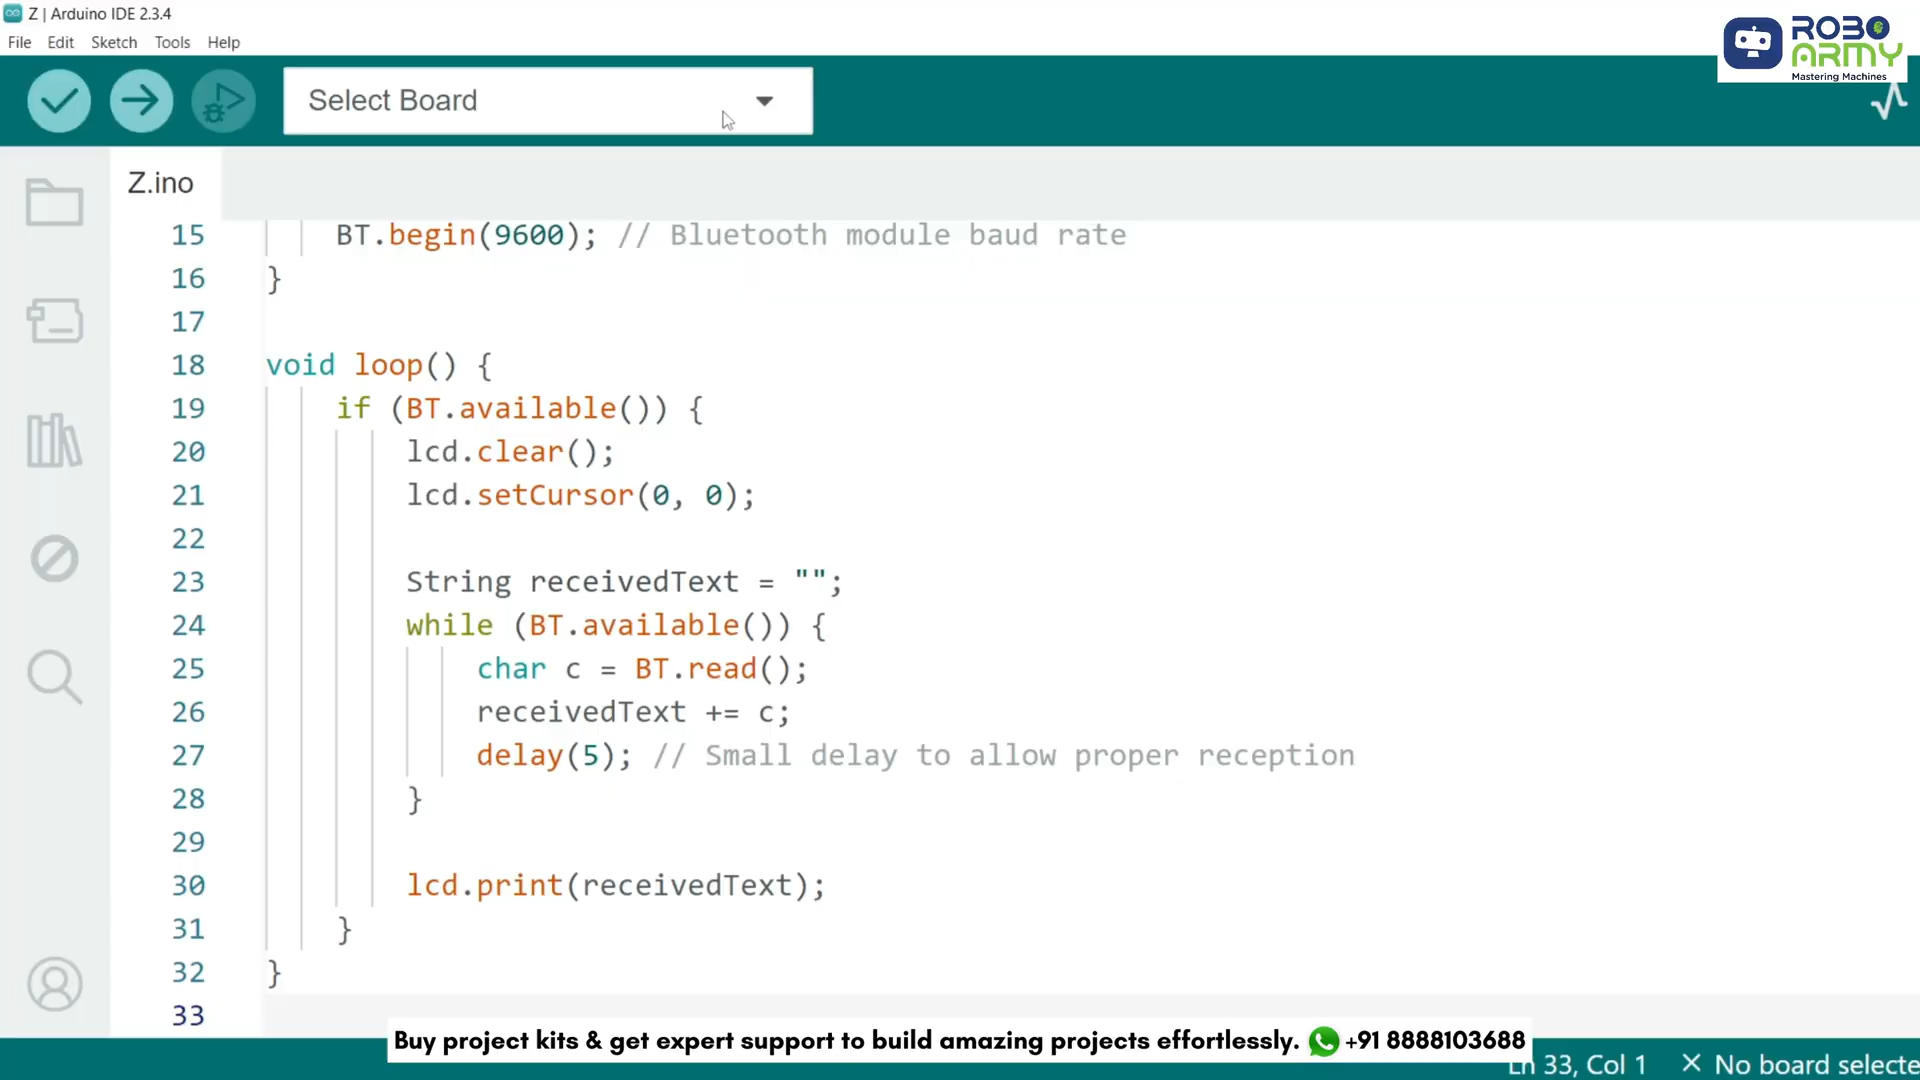 Z | Arduino IDE 2.3.4
File Edit Sketch Tools Help
ROBO
ARMY
Mastering Machines
Select Board
Z.ino
15 BT.begin(9600); // Bluetooth module baud rate
16 }
17
18 void loop() {
19 if (BT.available()) {
20 lcd.clear();
21 lcd.setCursor(0, 0);
22
23 String receivedText = "";
24 while (BT.available()) {
25 char c = BT.read();
26 receivedText += c;
27 delay(5); // Small delay to allow proper reception
28 }
29
30 lcd.print(receivedText);
31 }
32 }
33
Buy project kits & get expert support to build amazing projects effortlessly. +91 8888103688
Ln 33, Col 1 No board selecte